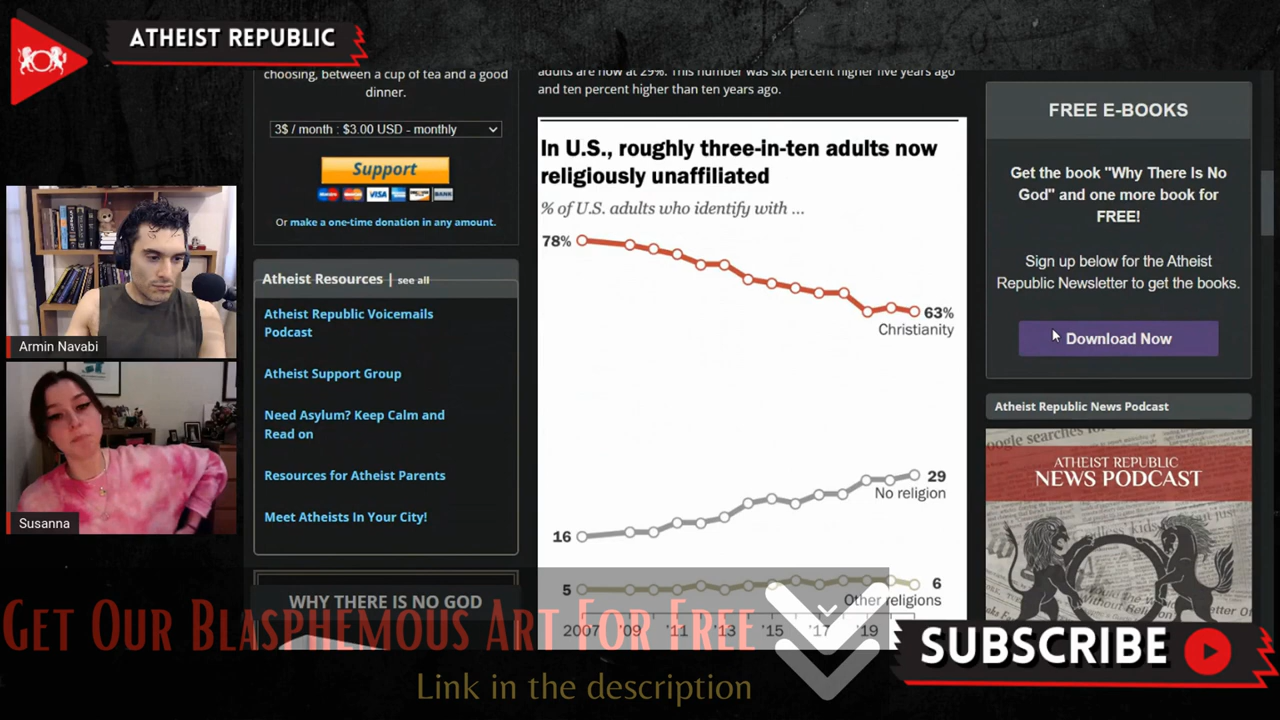 ATHEIST REPUBLIC
choosing, between a cup of tea and a good
dinner.
3$ / month : $3.00 USD - monthly
Support
VISA
BANK
Or make a one-time donation in any amount.
Atheist Resources | see all
Atheist Republic Voicemails
Podcast
Atheist Support Group
Need Asylum? Keep Calm and
Read on
Resources for Atheist Parents
Meet Atheists In Your City!
WHY THERE IS NO GOD
adults are now at 29%. This number was six percent higher five years ago
and ten percent higher than ten years ago.
In U.S., roughly three-in-ten adults now
religiously unaffiliated
% of U.S. adults who identify with ...
78%
63%
Christianity
29
No religion
16
5
6
Other religions
2007 '09 '11 '13 '15 '17 '19
FREE E-BOOKS
Get the book "Why There Is No
God" and one more book for
FREE!
Sign up below for the Atheist
Republic Newsletter to get the books.
Download Now
Atheist Republic News Podcast
ATHEIST REPUBLIC
NEWS PODCAST
Armin Navabi
Susanna
GET OUR BLASPHEMOUS ART FOR FREE
Link in the description
SUBSCRIBE